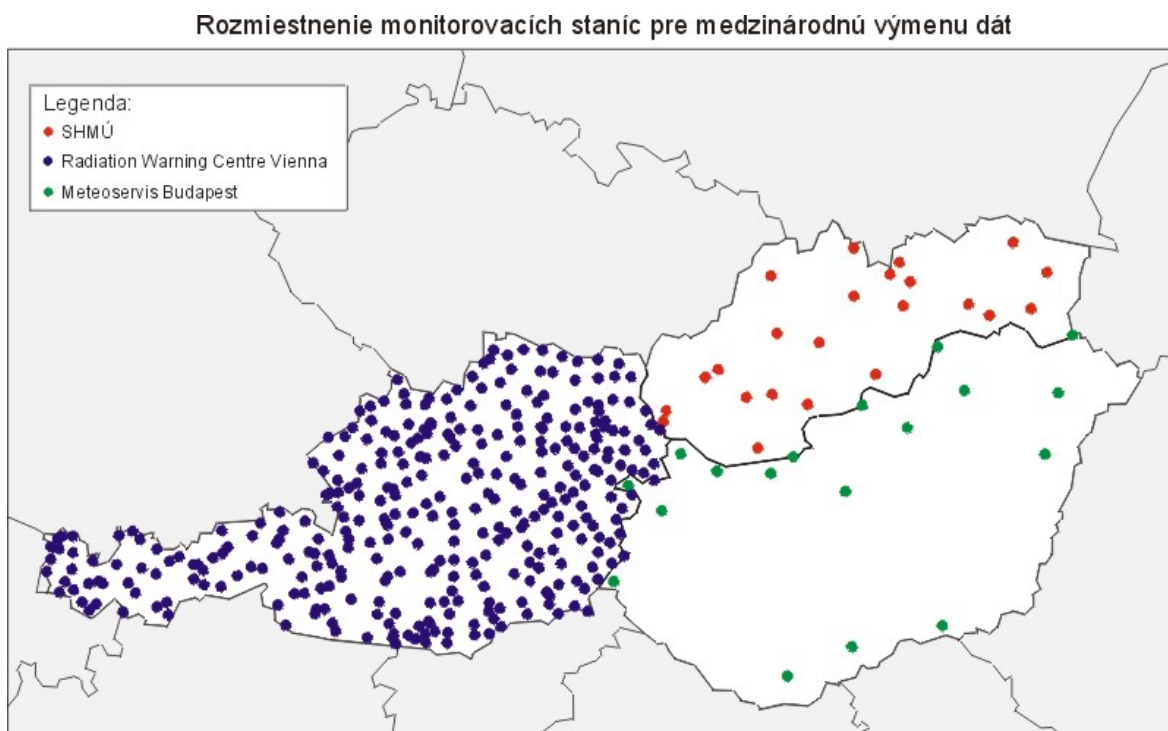 Rozmiestnenie monitorovacích staníc pre medzinárodnú výmenu dát
Legenda:
SHMÚ
Radiation Warning Centre Vienna
Meteoservis Budapest